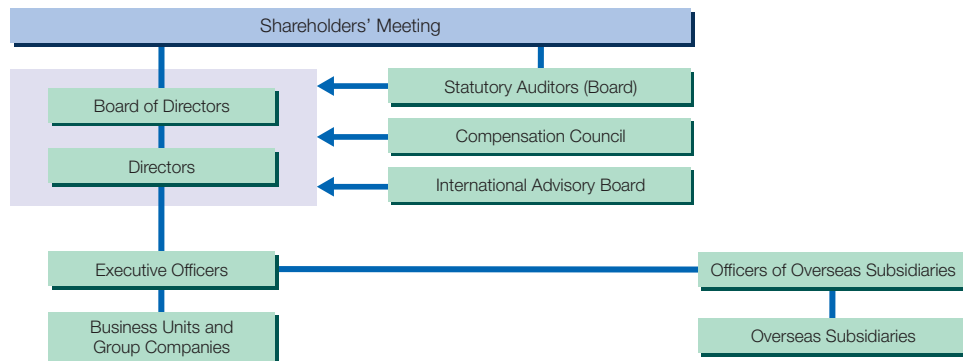 Shareholders’ Meeting
Statutory Auditors (Board)
Board of Directors
Compensation Council
Directors
International Advisory Board
Executive Officers
Officers of Overseas Subsidiaries
Business Units and
Group Companies
Overseas Subsidiaries